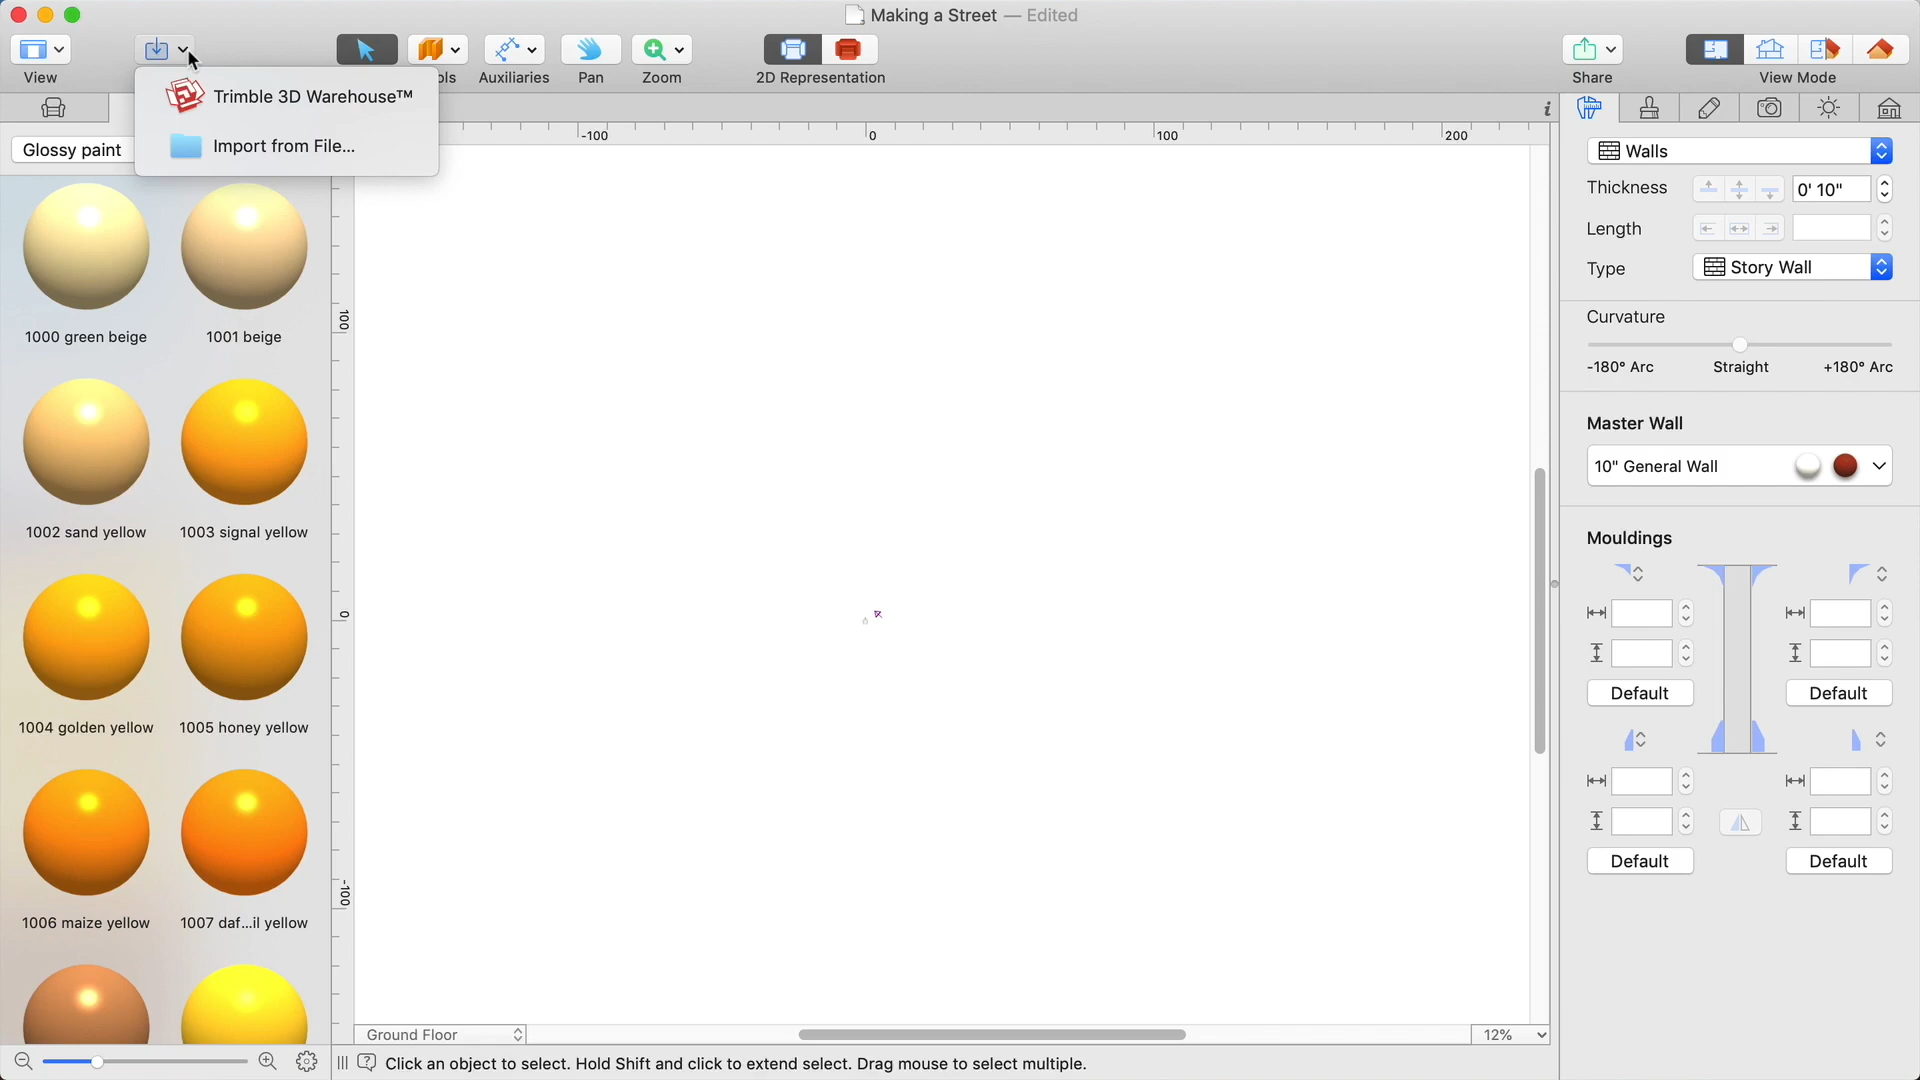 Making a Street — Edited
View
ols
Auxiliaries
Pan
Zoom
2D Representation
Share
View Mode
Trimble 3D Warehouse™
Import from File...
Glossy paint
-100
0
100
200
100
0
-100
1000 green beige
1001 beige
1002 sand yellow
1003 signal yellow
1004 golden yellow
1005 honey yellow
1006 maize yellow
1007 daf...il yellow
Walls
Thickness
0' 10"
Length
Type
Story Wall
Curvature
-180° Arc
Straight
+180° Arc
Master Wall
10" General Wall
Mouldings
Default
Default
Default
Default
Ground Floor
12%
Click an object to select. Hold Shift and click to extend select. Drag mouse to select multiple.